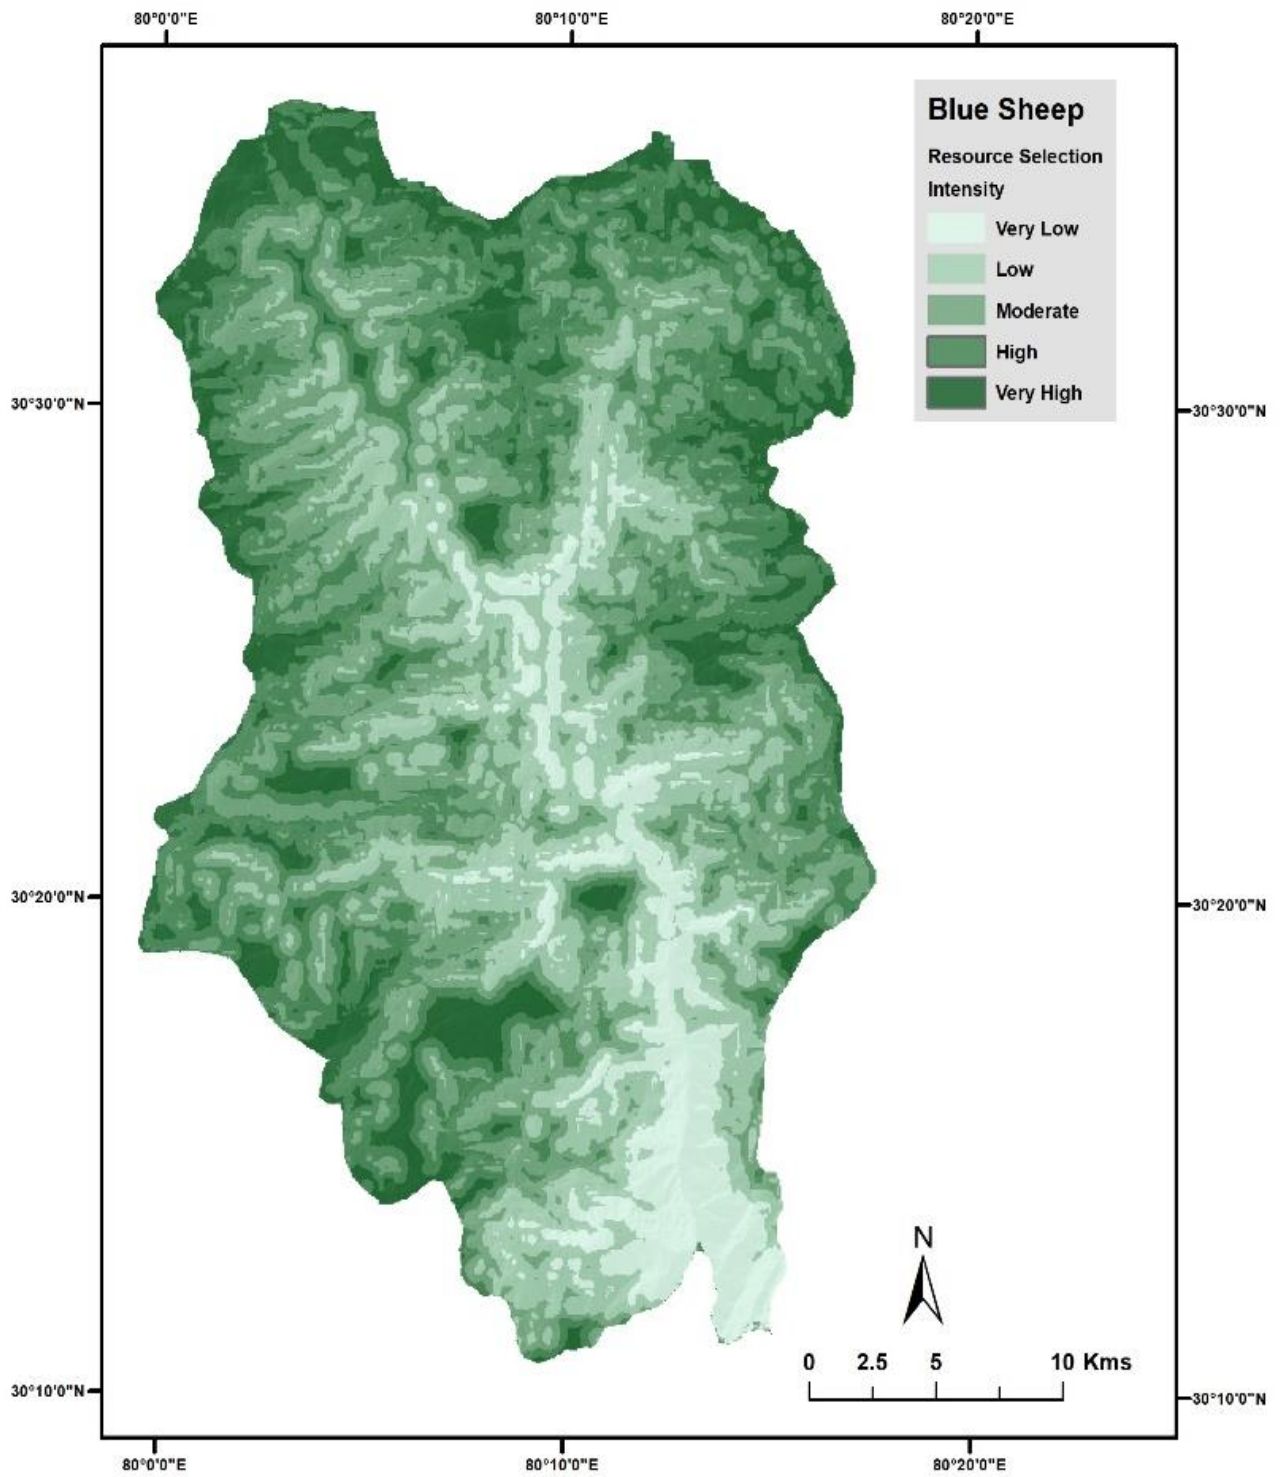 80°0'0"E 80°10'0"E 80°20'0"E
Blue Sheep
Resource Selection
Intensity
Very Low
Low
Moderate
High
Very High
30°30'0"N 30°30'0"N
30°20'0"N 30°20'0"N
N
0 2.5 5 10 Kms
30°10'0"N 30°10'0"N
80°0'0"E 80°10'0"E 80°20'0"E